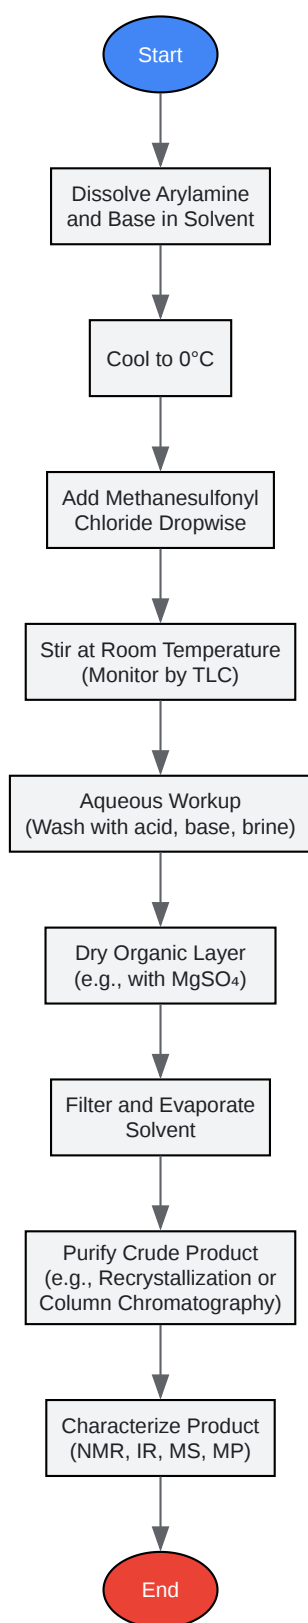 Start
Dissolve Arylamine
and Base in Solvent
Cool to 0°C
Add Methanesulfonyl
Chloride Dropwise
Stir at Room Temperature
(Monitor by TLC)
Aqueous Workup
(Wash with acid, base, brine)
Dry Organic Layer
(e.g., with MgSO₄)
Filter and Evaporate
Solvent
Purify Crude Product
(e.g., Recrystallization or
Column Chromatography)
Characterize Product
(NMR, IR, MS, MP)
End